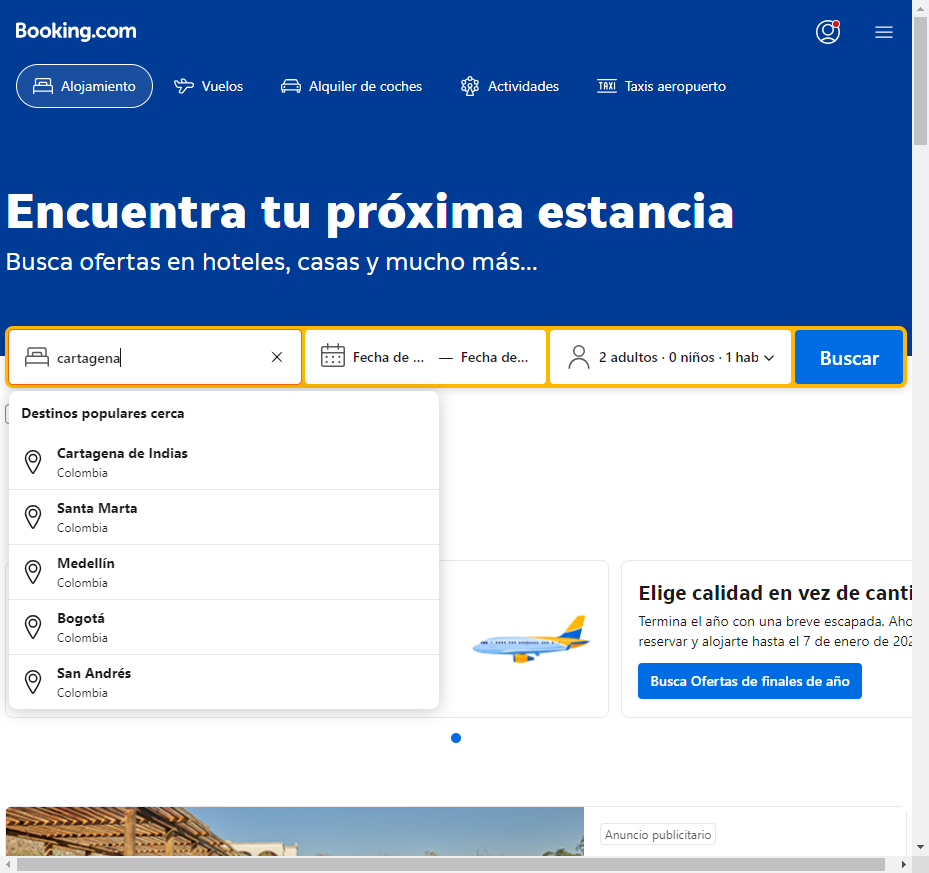 Booking.com
Alojamiento
Vuelos
Alquiler de coches
Actividades
TAXI
Taxis aeropuerto
Encuentra tu próxima estancia
Busca ofertas en hoteles, casas y mucho más...
cartagena
Fecha de ... — Fecha de...
2 adultos · 0 niños · 1 hab
Buscar
Destinos populares cerca
Cartagena de Indias
Colombia
Santa Marta
Colombia
Medellín
Colombia
Bogotá
Colombia
San Andrés
Colombia
Elige calidad en vez de canti
Termina el año con una breve escapada. Aho
reservar y alojarte hasta el 7 de enero de 202
Busca Ofertas de finales de año
Anuncio publicitario